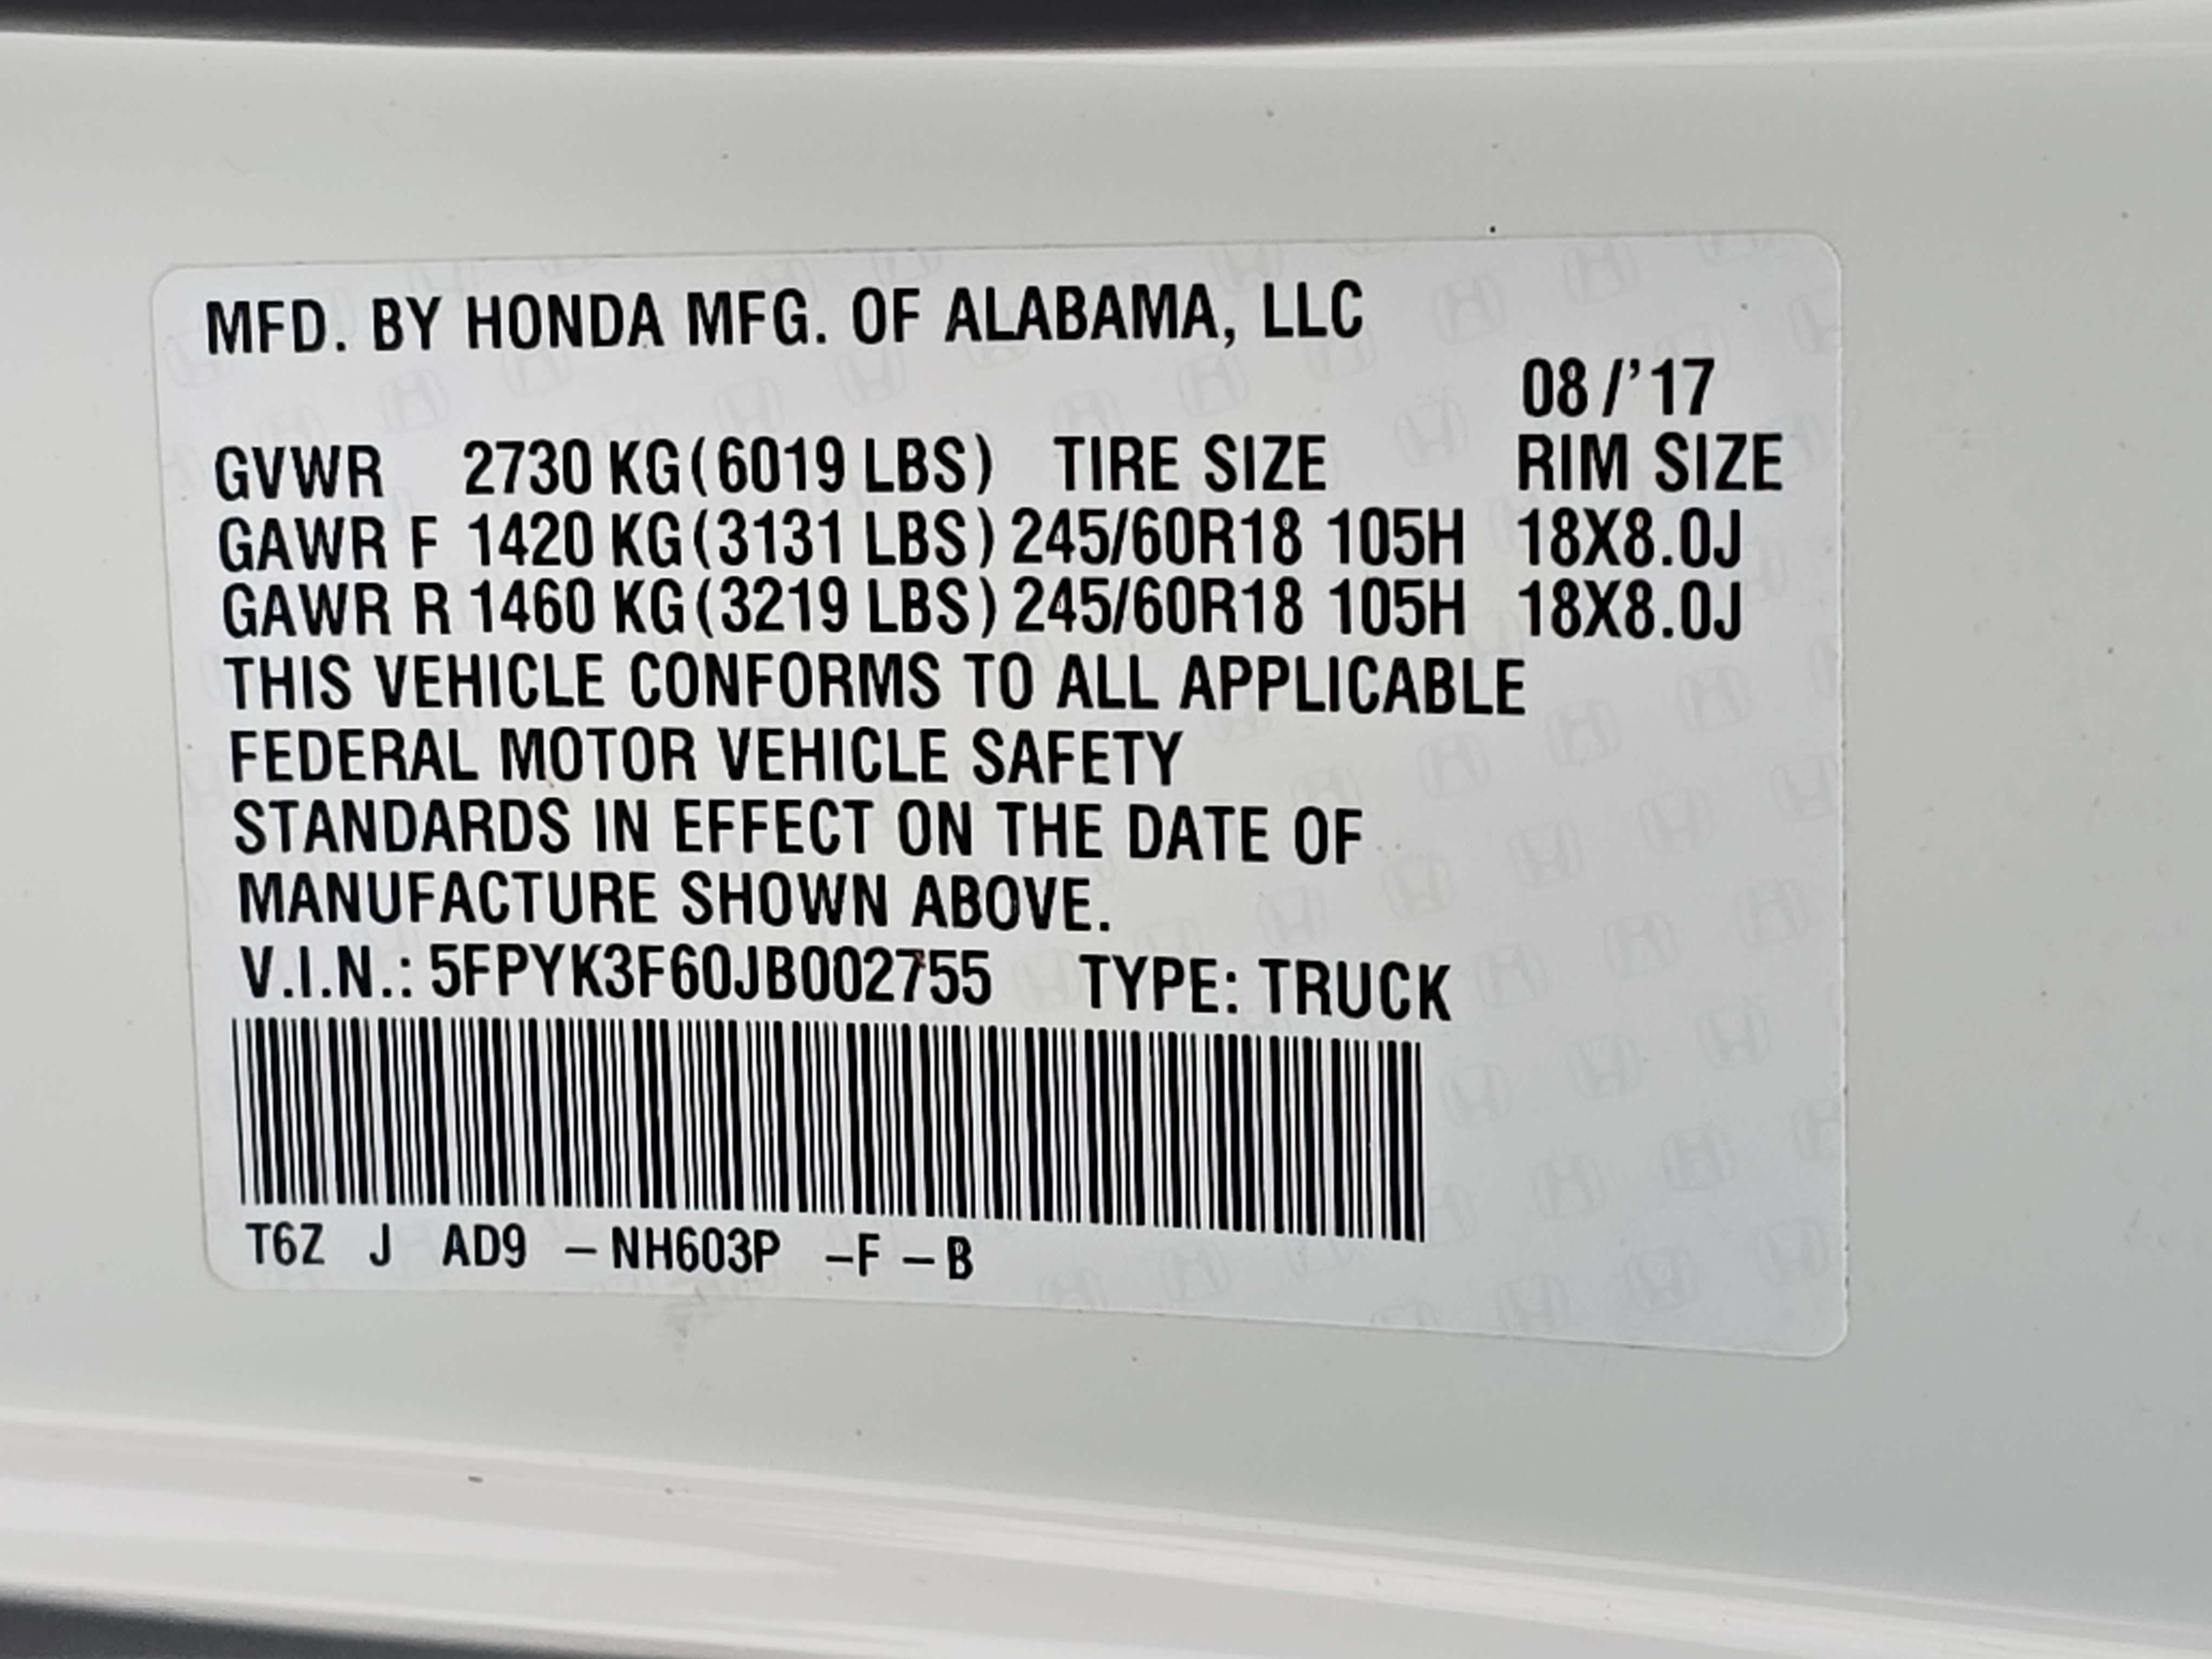 MFD. BY HONDA MFG. OF ALABAMA, LLC
08/'17
GVWR 2730 KG(6019 LBS) TIRE SIZE RIM SIZE
GAWR F 1420 KG(3131 LBS) 245/60R18 105H 18X8.0J
GAWR R 1460 KG(3219 LBS) 245/60R18 105H 18X8.0J
THIS VEHICLE CONFORMS TO ALL APPLICABLE
FEDERAL MOTOR VEHICLE SAFETY
STANDARDS IN EFFECT ON THE DATE OF
MANUFACTURE SHOWN ABOVE.
V.I.N.: 5FPYK3F60JB002755 TYPE: TRUCK
T6Z J AD9 –NH603P –F –B